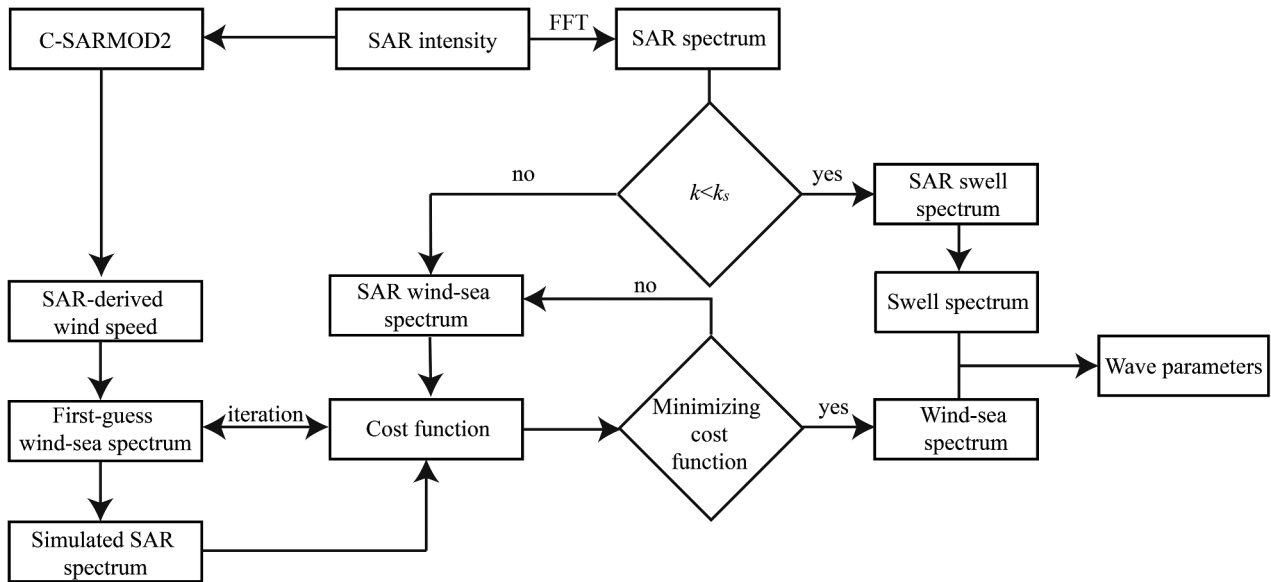 C-SARMOD2
SAR intensity
FFT
SAR spectrum
no
k<ks
yes
SAR swell
spectrum
SAR-derived
wind speed
SAR wind-sea
spectrum
no
Swell spectrum
Wave parameters
First-guess
wind-sea spectrum
iteration
Cost function
Minimizing
cost
function
yes
Wind-sea
spectrum
Simulated SAR
spectrum